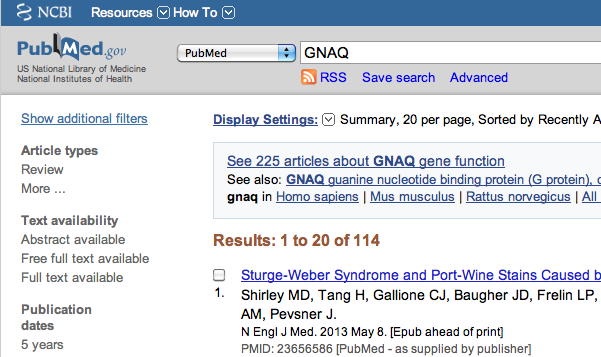 NCBI Resources How To
PubMed.gov
US National Library of Medicine
National Institutes of Health
PubMed
GNAQ
RSS Save search Advanced
Show additional filters
Article types
Review
More ...
Text availability
Abstract available
Free full text available
Full text available
Publication
dates
5 years
Display Settings: Summary, 20 per page, Sorted by Recently A
See 225 articles about GNAQ gene function
See also: GNAQ guanine nucleotide binding protein (G protein),
gnaq in Homo sapiens | Mus musculus | Rattus norvegicus | All
Results: 1 to 20 of 114
Sturge-Weber Syndrome and Port-Wine Stains Caused b
1. Shirley MD, Tang H, Gallione CJ, Baugher JD, Frelin LP,
AM, Pevsner J.
N Engl J Med. 2013 May 8. [Epub ahead of print]
PMID: 23656586 [PubMed - as supplied by publisher]